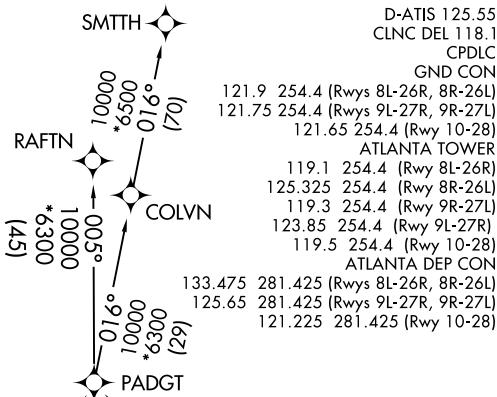 D-ATIS 125.55
CLNC DEL 118.1
CPDLC
GND CON
121.9 254.4 (Rwys 8L-26R, 8R-26L)
121.75 254.4 (Rwys 9L-27R, 9R-27L)
121.65 254.4 (Rwy 10-28)
ATLANTA TOWER
119.1 254.4 (Rwy 8L-26R)
125.325 254.4 (Rwy 8R-26L)
119.3 254.4 (Rwy 9R-27L)
123.85 254.4 (Rwy 9L-27R)
119.5 254.4 (Rwy 10-28)
ATLANTA DEP CON
133.475 281.425 (Rwys 8L-26R, 8R-26L)
125.65 281.425 (Rwys 9L-27R, 9R-27L)
121.225 281.425 (Rwy 10-28)
SMTTH
10000
*6500
016°
(70)
RAFTN
COLVN
005°
10000
*6300
(45)
016°
10000
*6300
(29)
PADGT